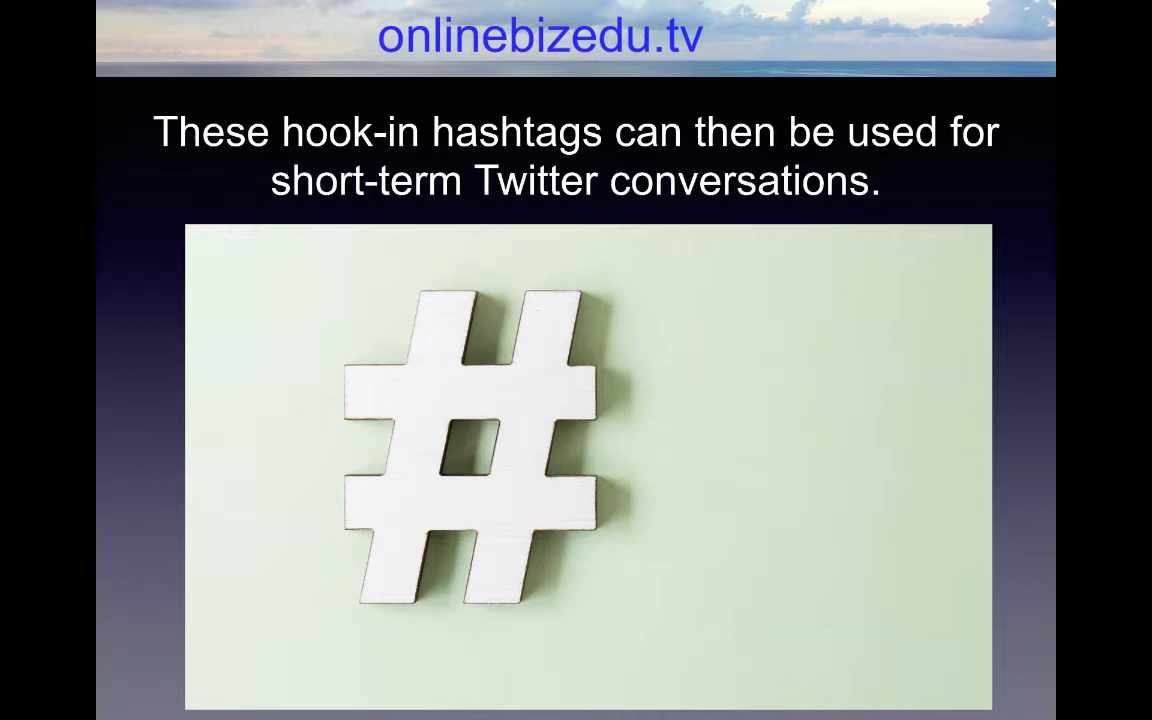 onlinebizedu.tv
These hook-in hashtags can then be used for
short-term Twitter conversations.
#